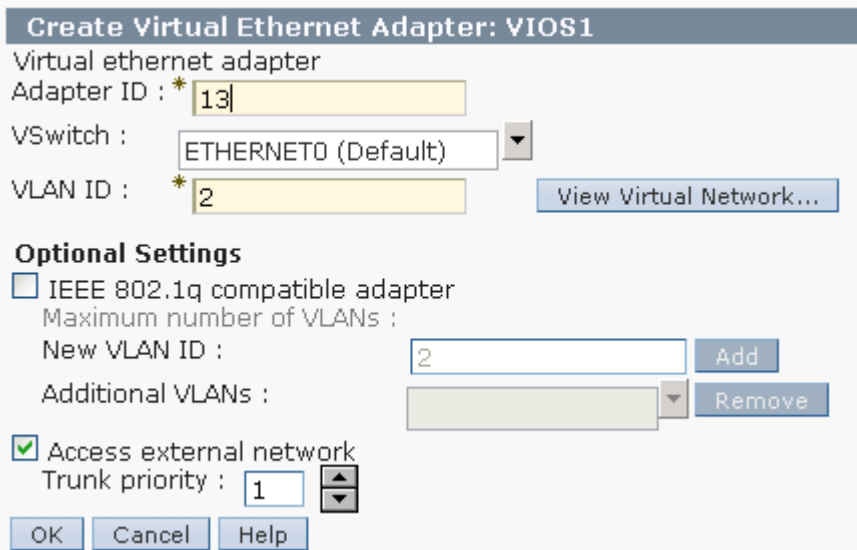 Create Virtual Ethernet Adapter: VIOS1
Virtual ethernet adapter
Adapter ID : * 13
VSwitch : ETHERNET0 (Default)
VLAN ID : * 2 View Virtual Network...
Optional Settings
IEEE 802.1q compatible adapter
Maximum number of VLANs :
New VLAN ID : 2 Add
Additional VLANs : Remove
Access external network
Trunk priority : 1
OK Cancel Help